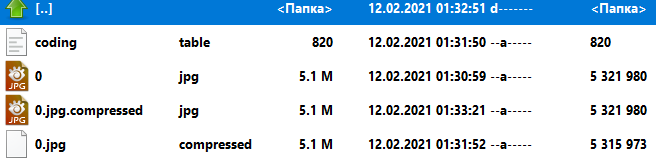 [..] <Папка> 12.02.2021 01:32:51 d------- <Папка>
coding table 820 12.02.2021 01:31:50 --a----- 820
JPG 0 jpg 5.1 M 12.02.2021 01:30:59 --a----- 5 321 980
JPG 0.jpg.compressed jpg 5.1 M 12.02.2021 01:33:21 --a----- 5 321 980
0.jpg compressed 5.1 M 12.02.2021 01:31:52 --a----- 5 315 973